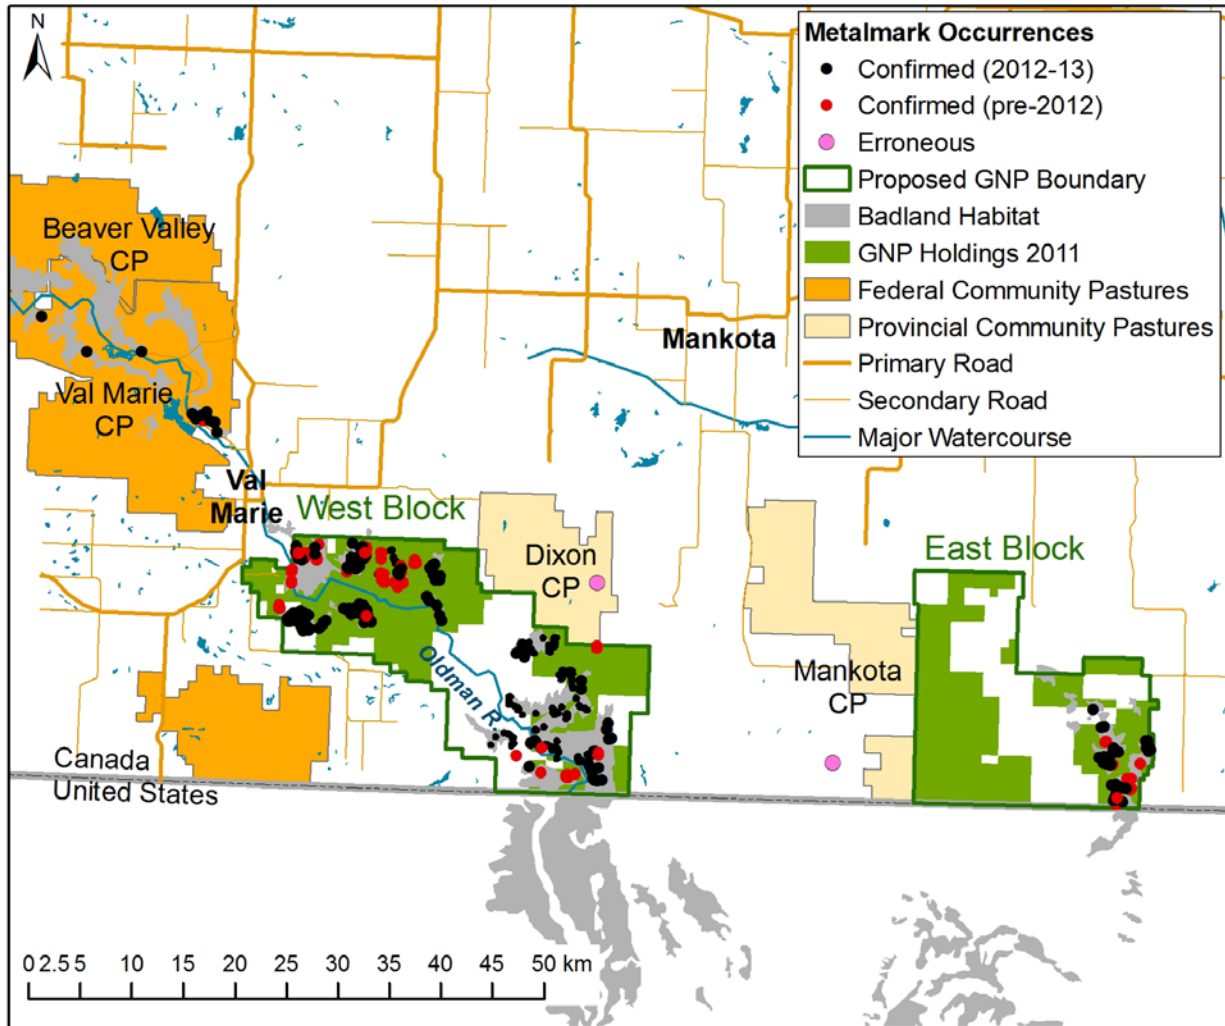 N
Metalmark Occurrences
Confirmed (2012-13)
Confirmed (pre-2012)
Erroneous
Proposed GNP Boundary
Badland Habitat
GNP Holdings 2011
Federal Community Pastures
Provincial Community Pastures
Primary Road
Secondary Road
Major Watercourse
Beaver Valley
CP
Mankota
Val Marie
CP
Val
Marie
West Block
Dixon
CP
East Block
Mankota
CP
Oldman R.
Canada
United States
0 2.5 5 10 15 20 25 30 35 40 45 50 km